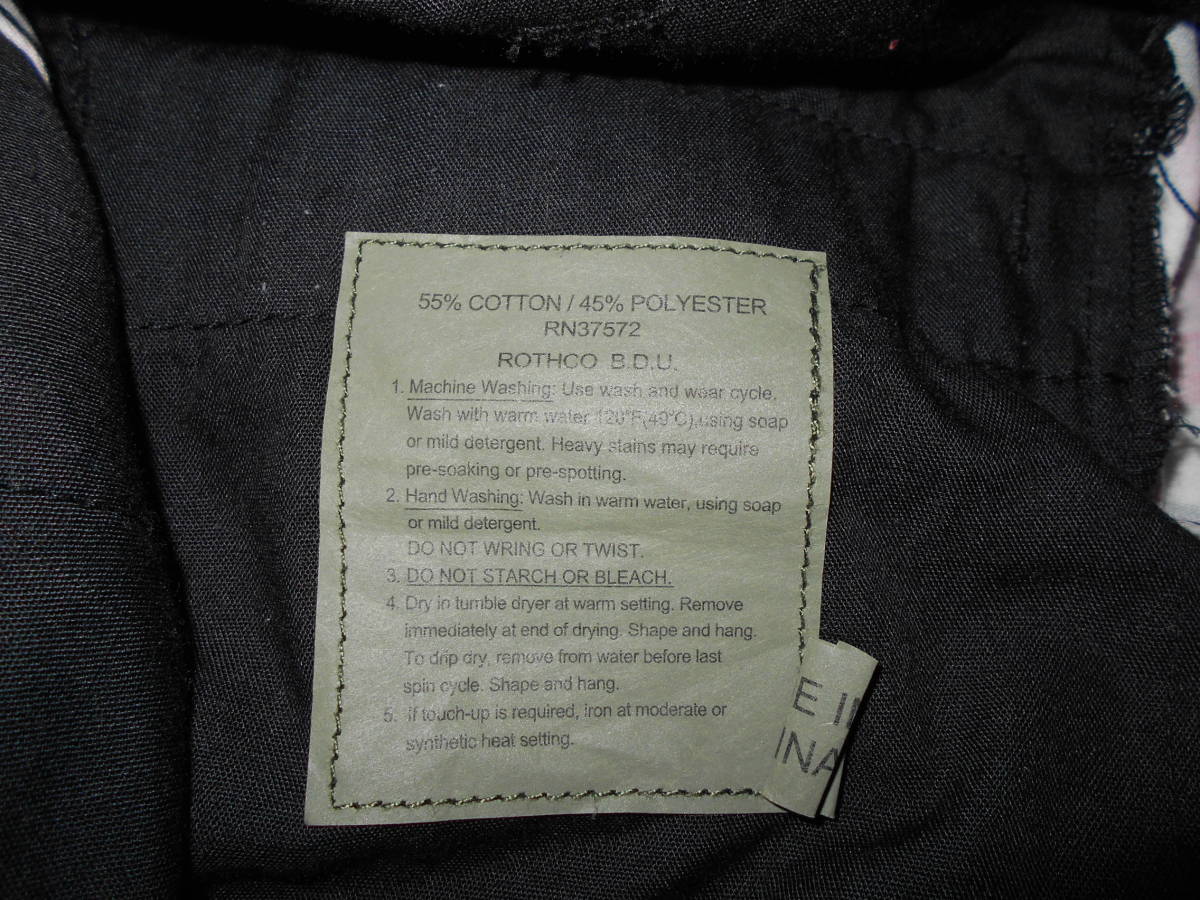 55% COTTON / 45% POLYESTER
RN37572
ROTHCO B.D.U.
1. Machine Washing: Use wash and wear cycle.
Wash with warm water 120°F(49°C),using soap
or mild detergent. Heavy stains may require
pre-soaking or pre-spotting.
2. Hand Washing: Wash in warm water, using soap
or mild detergent.
DO NOT WRING OR TWIST.
3. DO NOT STARCH OR BLEACH.
4. Dry in tumble dryer at warm setting. Remove
immediately at end of drying. Shape and hang.
To drip dry, remove from water before last
spin cycle. Shape and hang.
5. If touch-up is required, iron at moderate or
synthetic heat setting.
E I
INA